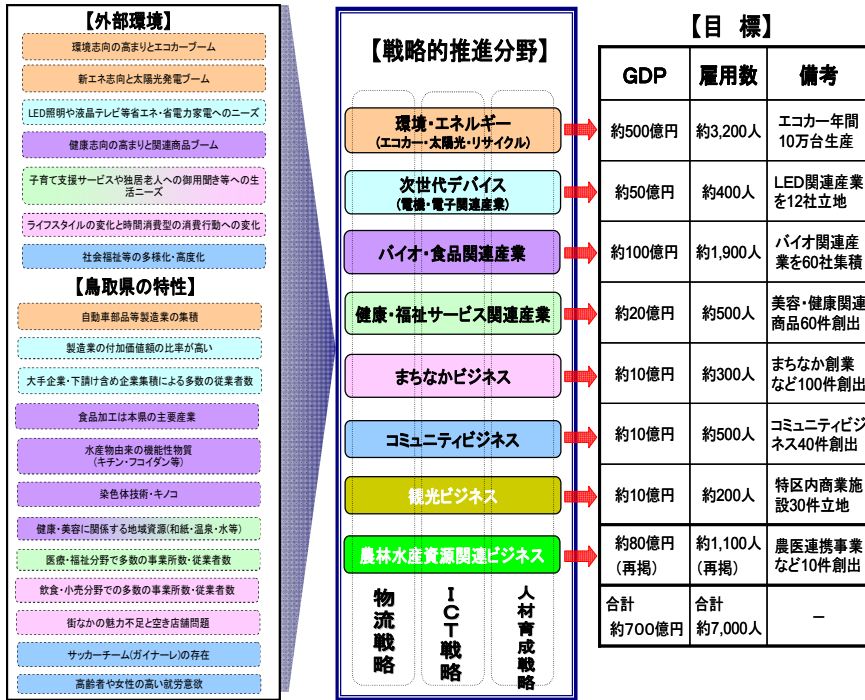 【外部環境】
環境志向の高まりとエコカーブーム
新エネ志向と太陽光発電ブーム
LED照明や液晶テレビ等省エネ・省電力家電へのニーズ
健康志向の高まりと関連商品ブーム
子育て支援サービスや独居老人への御用聞き等への生
活ニーズ
ライフスタイルの変化と時間消費型の消費行動への変化
社会福祉等の多様化・高度化
【鳥取県の特性】
自動車部品等製造業の集積
製造業の付加価値額の比率が高い
大手企業・下請け含め企業集積による多数の従業者数
食品加工は本県の主要産業
水産物由来の機能性物質
(キチン・フコイダン等)
染色体技術・キノコ
健康・美容に関係する地域資源(和紙・温泉・水等)
医療・福祉分野で多数の事業所数・従業者数
飲食・小売分野での多数の事業所数・従業者数
街なかの魅力不足と空き店舗問題
サッカーチーム(ガイナーレ)の存在
高齢者や女性の高い就労意欲
【戦略的推進分野】
環境・エネルギー
(エコカー・太陽光・リサイクル)
次世代デバイス
(電機・電子関連産業)
バイオ・食品関連産業
健康・福祉サービス関連産業
まちなかビジネス
コミュニティビジネス
観光ビジネス
農林水産資源関連ビジネス
物流戦略
ICT戦略
人材育成戦略
【目 標】
GDP 雇用数 備考
約500億円 約3,200人 エコカー年間
10万台生産
約50億円 約400人 LED関連産業
を12社立地
約100億円 約1,900人 バイオ関連産
業を60社集積
約20億円 約500人 美容・健康関連
商品60件創出
約10億円 約300人 まちなか創業
など100件創出
約10億円 約500人 コミュニティビジ
ネス40件創出
約10億円 約200人 特区内商業施
設30件立地
約80億円 約1,100人 農医連携事業
(再掲) (再掲) など10件創出
合計 合計
約700億円 約7,000人 −